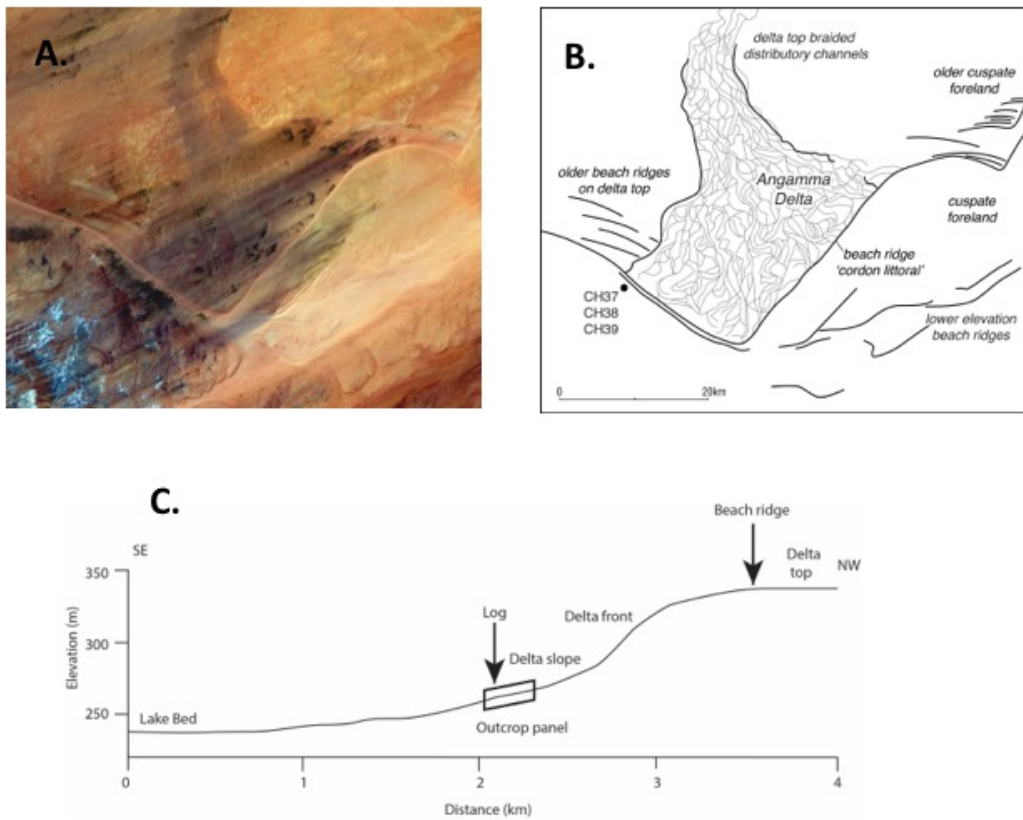 A.
B.
delta top braided
distributory channels
older cuspate
foreland
older beach ridges
on delta top
Angamma
Delta
cuspate
foreland
beach ridge
'cordon littoral'
CH37
CH38
CH39
lower elevation
beach ridges
0
20km
C.
Beach ridge
SE
Delta
top
NW
350
Log
Delta front
Elevation (m)
300
Delta slope
250
Lake Bed
Outcrop panel
0
1
2
3
4
Distance (km)